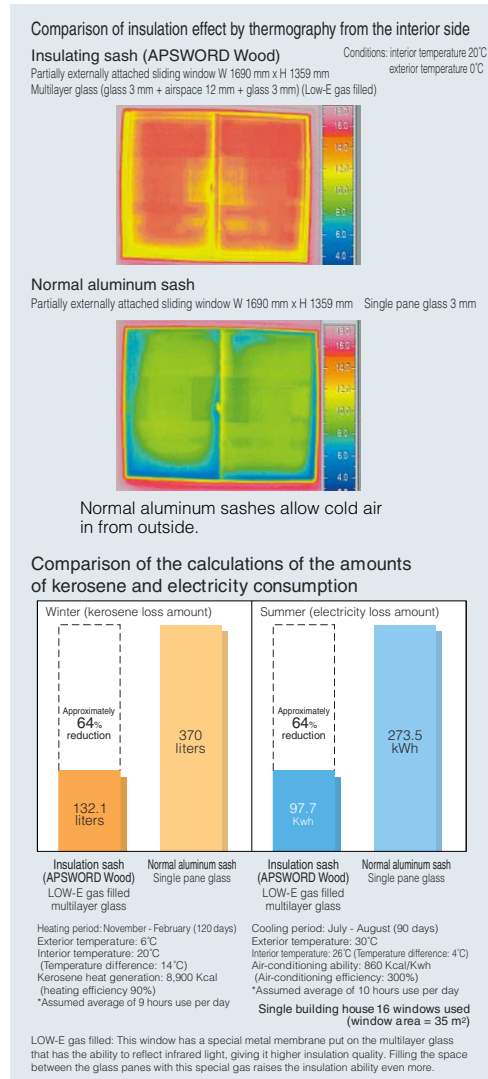 Comparison of insulation effect by thermography from the interior side
Insulating sash (APSWORD Wood)
Conditions: interior temperature 20℃
exterior temperature 0℃
Partially externally attached sliding window W 1690 mm x H 1359 mm
Multilayer glass (glass 3 mm + airspace 12 mm + glass 3 mm) (Low-E gas filled)
18.0
16.0
14.0
12.0
10.0
8.0
6.0
4.0
Normal aluminum sash
Partially externally attached sliding window W 1690 mm x H 1359 mm Single pane glass 3 mm
18.0
16.0
14.0
12.0
10.0
8.0
6.0
4.0
Normal aluminum sashes allow cold air
in from outside.
Comparison of the calculations of the amounts
of kerosene and electricity consumption
Winter (kerosene loss amount)
Approximately
64%
reduction
132.1
liters
370
liters
Insulation sash
(APSWORD Wood)
LOW-E gas filled
multilayer glass
Normal aluminum sash
Single pane glass
Summer (electricity loss amount)
Approximately
64%
reduction
97.7
Kwh
273.5
kWh
Insulation sash
(APSWORD Wood)
LOW-E gas filled
multilayer glass
Normal aluminum sash
Single pane glass
Heating period: November - February (120 days)
Exterior temperature: 6℃
Interior temperature: 20℃
(Temperature difference: 14℃)
Kerosene heat generation: 8,900 Kcal
(heating efficiency 90%)
*Assumed average of 9 hours use per day
Cooling period: July - August (90 days)
Exterior temperature: 30℃
Interior temperature: 26℃ (Temperature difference: 4℃)
Air-conditioning ability: 860 Kcal/Kwh
(Air-conditioning efficiency: 300%)
*Assumed average of 10 hours use per day
Single building house 16 windows used
(window area = 35 m²)
LOW-E gas filled: This window has a special metal membrane put on the multilayer glass
that has the ability to reflect infrared light, giving it higher insulation quality. Filling the space
between the glass panes with this special gas raises the insulation ability even more.